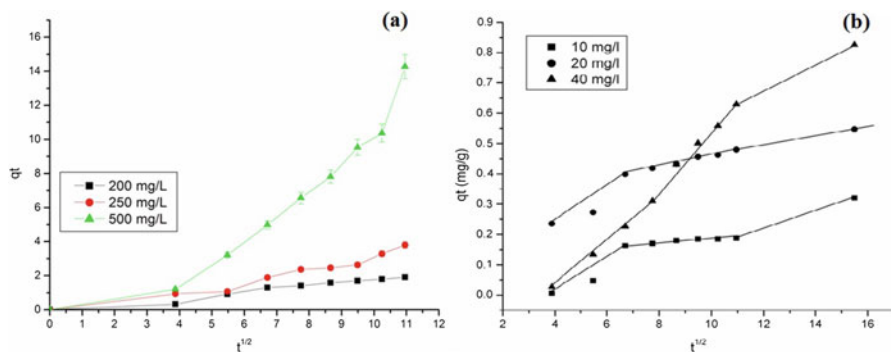 (a)
qt
16
14
12
10
8
6
4
2
0
200 mg/L
250 mg/L
500 mg/L
0 1 2 3 4 5 6 7 8 9 10 11 12
t1/2
(b)
qt (mg/g)
0.9
0.8
0.7
0.6
0.5
0.4
0.3
0.2
0.1
0.0
10 mg/l
20 mg/l
40 mg/l
2 4 6 8 10 12 14 16
t1/2